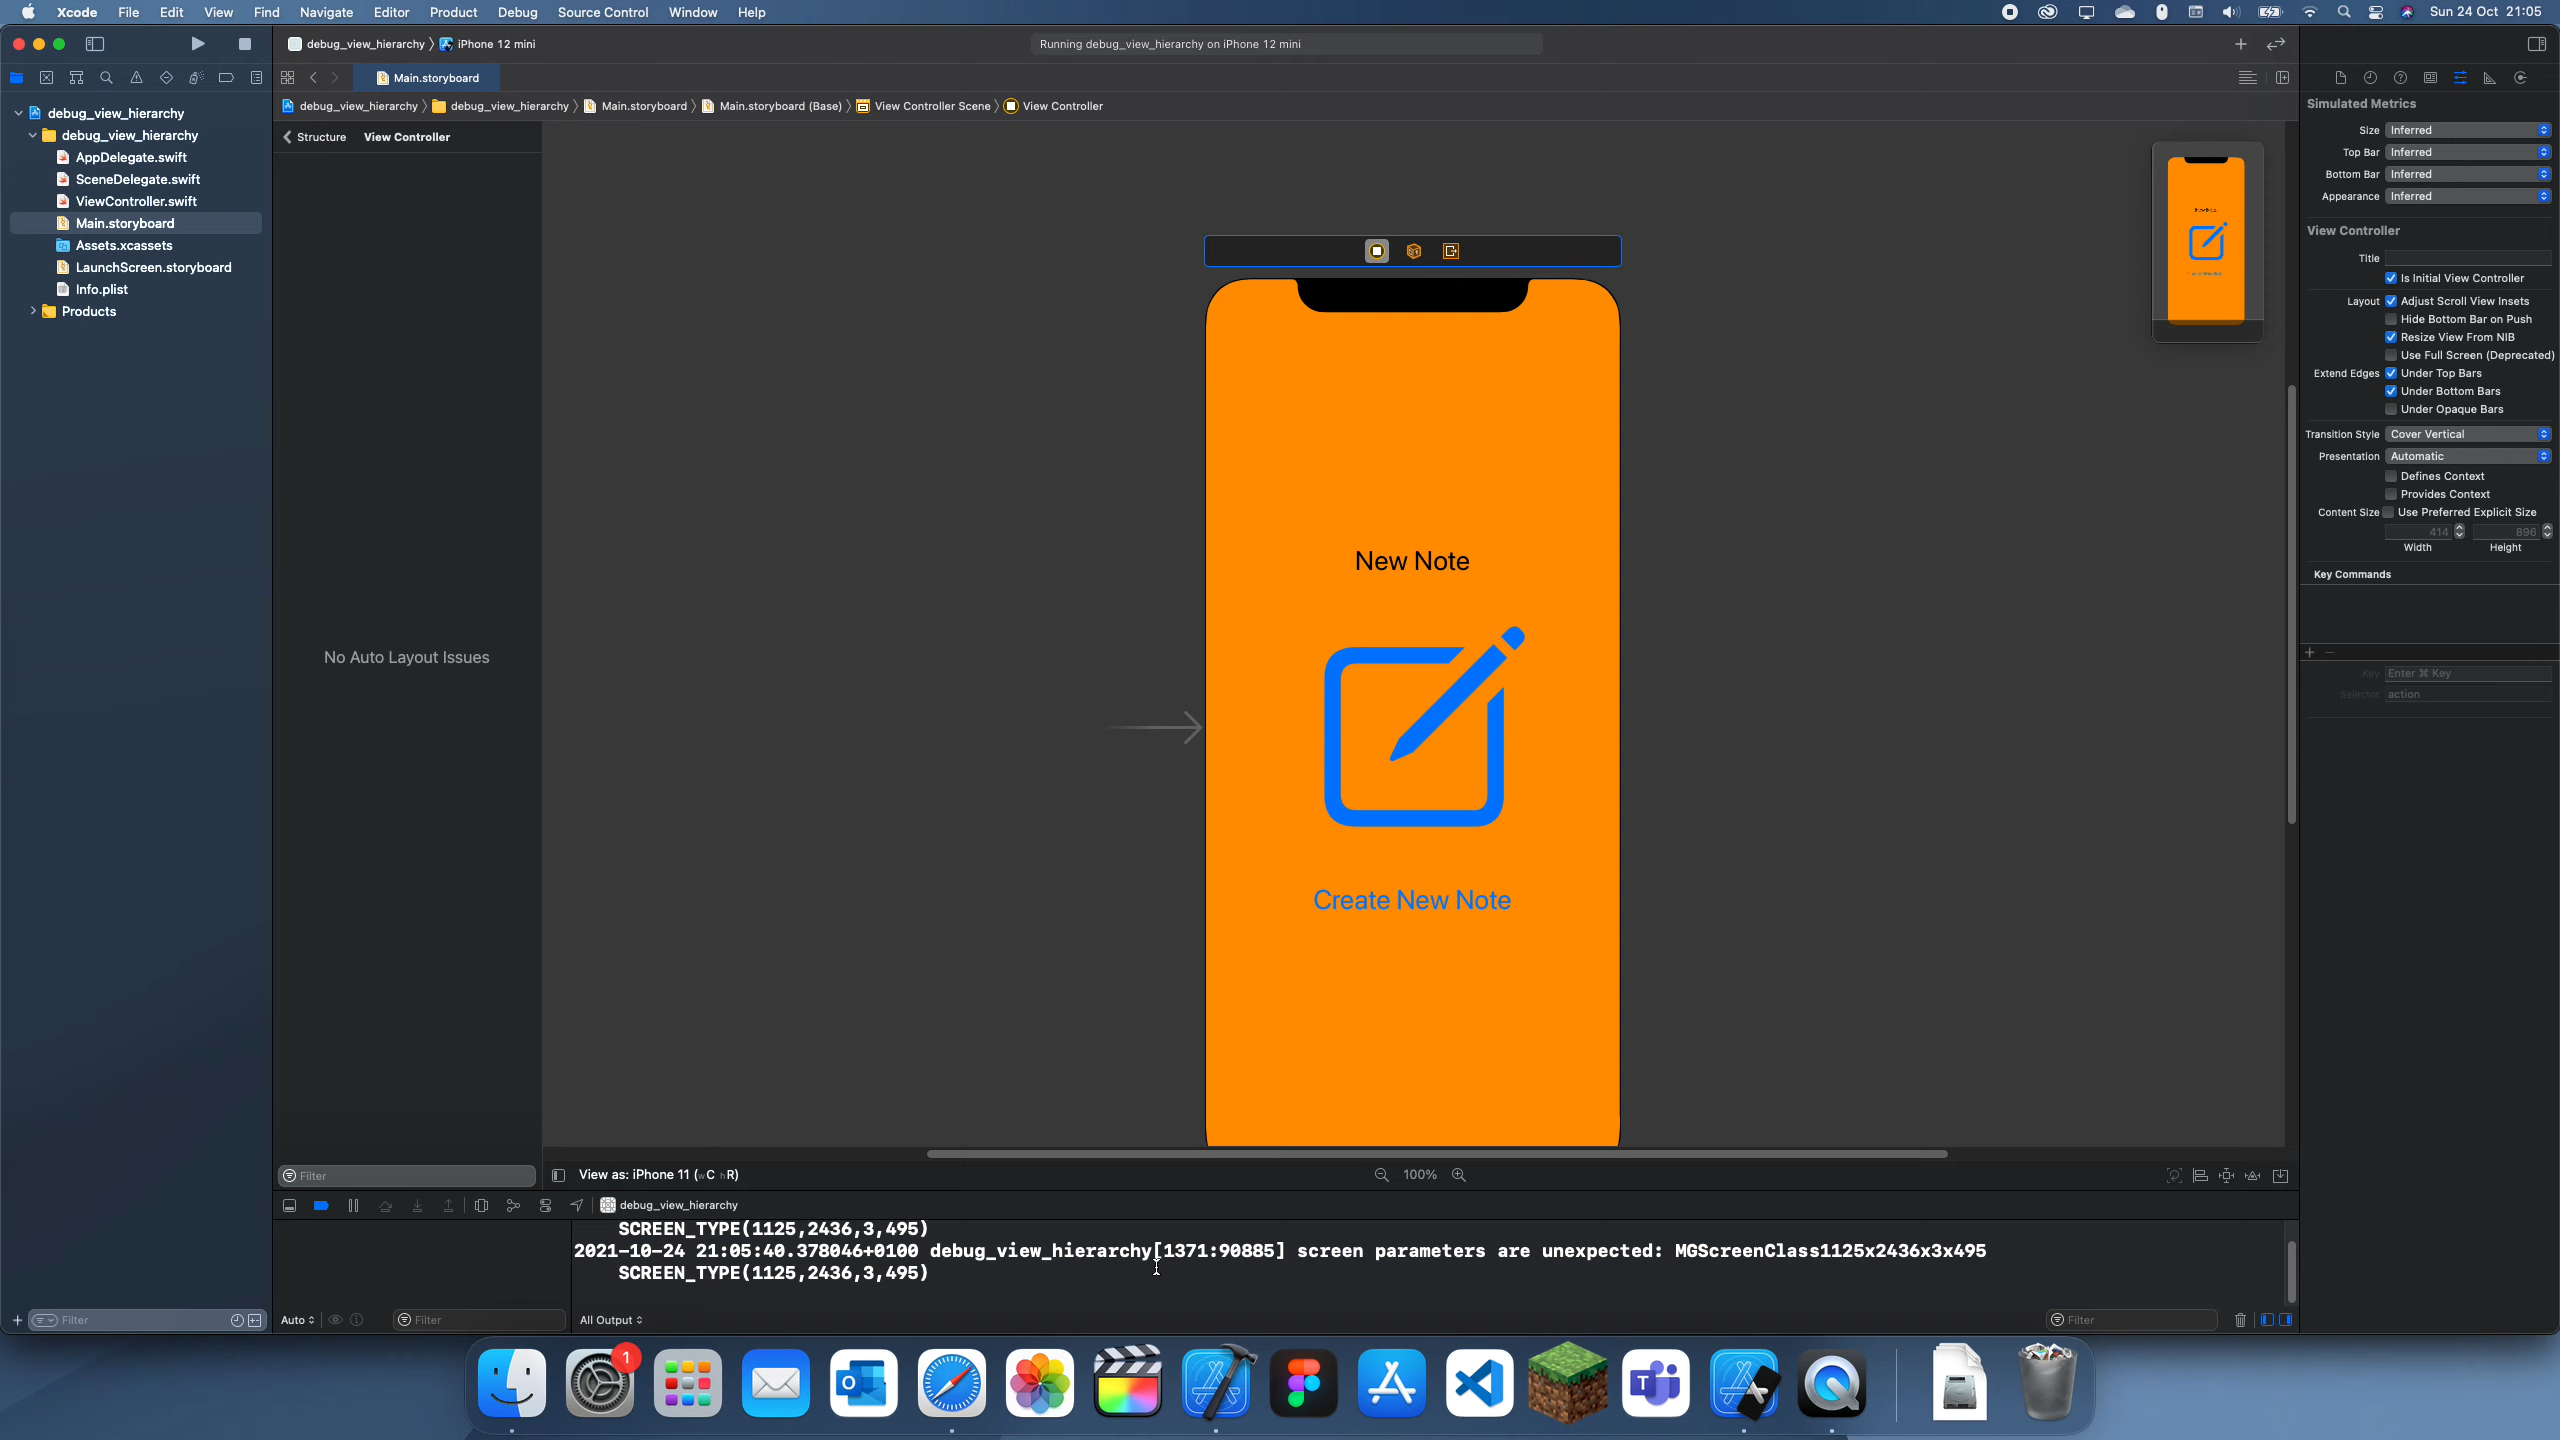 Xcode File Edit View Find Navigate Editor Product Debug Source Control Window Help Sun 24 Oct 21:05
debug_view_hierarchy iPhone 12 mini Running debug_view_hierarchy on iPhone 12 mini
Main.storyboard
debug_view_hierarchy debug_view_hierarchy Main.storyboard Main.storyboard (Base) View Controller Scene View Controller
debug_view_hierarchy
debug_view_hierarchy
AppDelegate.swift
SceneDelegate.swift
ViewController.swift
Main.storyboard
Assets.xcassets
LaunchScreen.storyboard
Info.plist
Products
Structure View Controller
No Auto Layout Issues
Filter
New Note
Create New Note
View as: iPhone 11 (wC hR) 100%
Simulated Metrics
Size Inferred
Top Bar Inferred
Bottom Bar Inferred
Appearance Inferred
View Controller
Title
Is Initial View Controller
Layout Adjust Scroll View Insets
Hide Bottom Bar on Push
Resize View From NIB
Use Full Screen (Deprecated)
Extend Edges Under Top Bars
Under Bottom Bars
Under Opaque Bars
Transition Style Cover Vertical
Presentation Automatic
Defines Context
Provides Context
Content Size Use Preferred Explicit Size
414 896
Width Height
Key Commands
Key Enter ⌘ Key
Selector action
debug_view_hierarchy
SCREEN_TYPE(1125,2436,3,495)
2021-10-24 21:05:40.378046+0100 debug_view_hierarchy[1371:90885] screen parameters are unexpected: MGScreenClass1125x2436x3x495
SCREEN_TYPE(1125,2436,3,495)
Filter Auto Filter All Output Filter
1